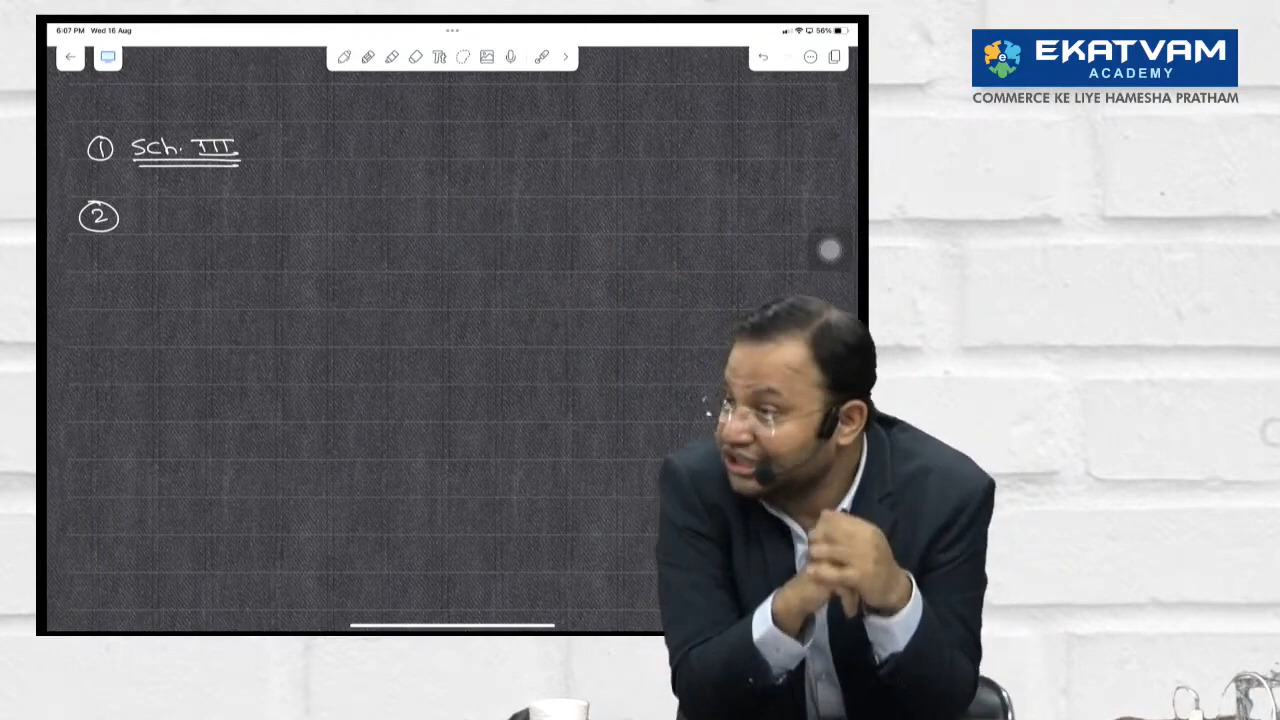 6:07 PM Wed 16 Aug
56%
EKATVAM
ACADEMY
COMMERCE KE LIYE HAMESHA PRATHAM
① Sch. III
②